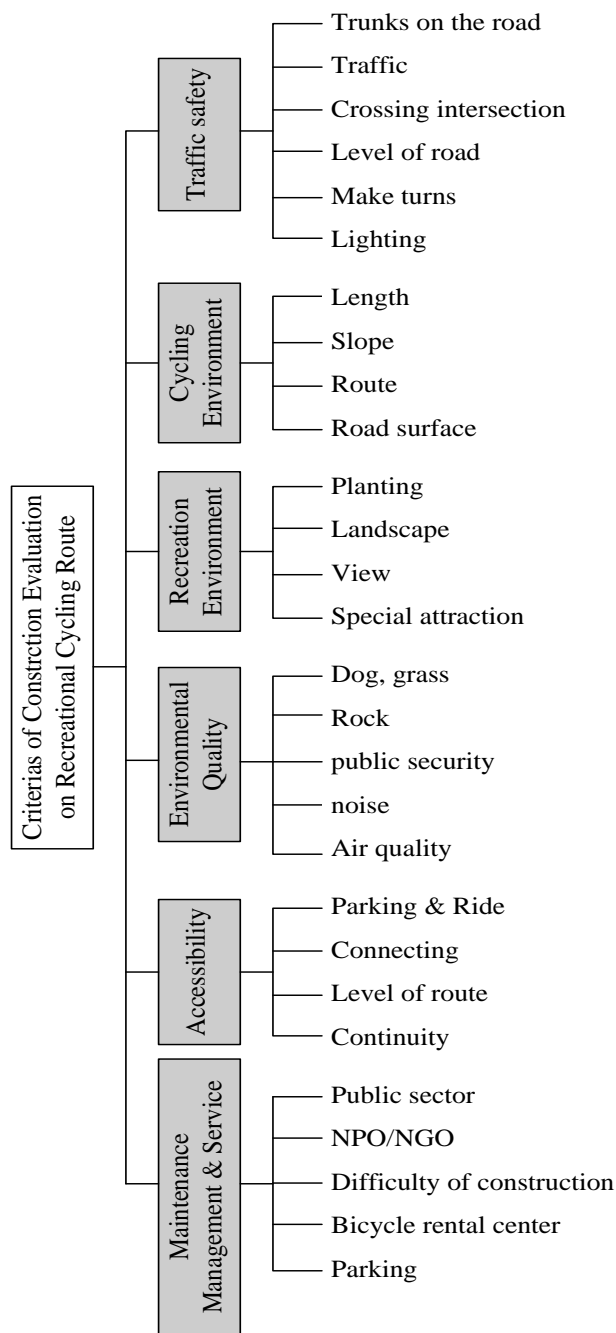 Criterias of Constrction Evaluation
on Recreational Cycling Route
Traffic safety
Trunks on the road
Traffic
Crossing intersection
Level of road
Make turns
Lighting
Cycling
Environment
Length
Slope
Route
Road surface
Recreation
Environment
Planting
Landscape
View
Special attraction
Environmental
Quality
Dog, grass
Rock
public security
noise
Air quality
Accessibility
Parking & Ride
Connecting
Level of route
Continuity
Maintenance
Management & Service
Public sector
NPO/NGO
Difficulty of construction
Bicycle rental center
Parking